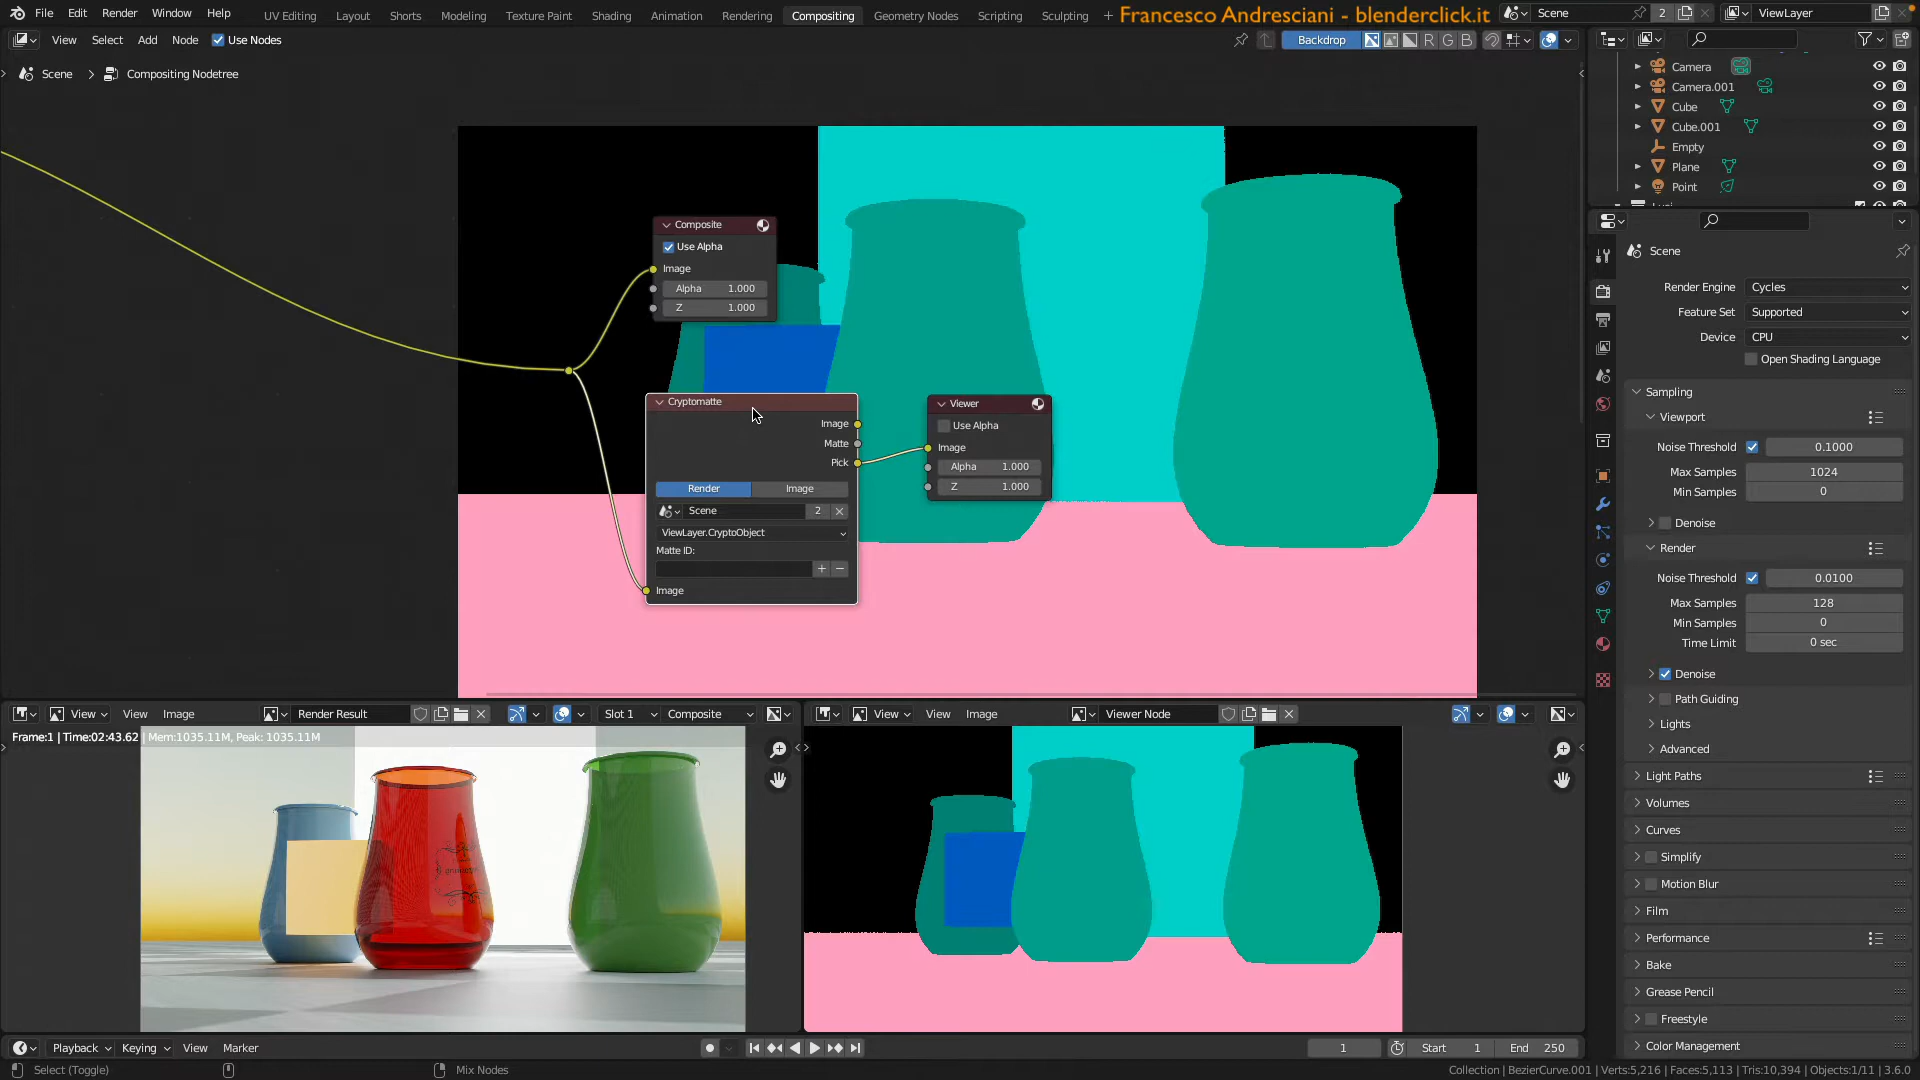 File Edit Render Window Help UV Editing Layout Shorts Modeling Texture Paint Shading Animation Rendering Compositing Geometry Nodes Scripting Sculpting + Francesco Andresciani - blenderclick.it Scene 2 ViewLayer
View Select Add Node Use Nodes Backdrop R G B
Scene > Compositing Nodetree
Camera
Camera.001
Cube
Cube.001
Empty
Plane
Point
Composite
Use Alpha
Image
Alpha 1.000
Z 1.000
Cryptomatte
Image
Matte
Pick
Render Image
Scene 2
ViewLayer.CryptoObject
Matte ID:
Image
Viewer
Use Alpha
Image
Alpha 1.000
Z 1.000
Scene
Render Engine Cycles
Feature Set Supported
Device CPU
Open Shading Language
Sampling
Viewport
Noise Threshold 0.1000
Max Samples 1024
Min Samples 0
Denoise
Render
Noise Threshold 0.0100
Max Samples 128
Min Samples 0
Time Limit 0 sec
Denoise
Path Guiding
Lights
Advanced
Light Paths
Volumes
Curves
Simplify
Motion Blur
Film
Performance
Bake
Grease Pencil
Freestyle
Color Management
View View Image Render Result Slot 1 Composite
Frame:1 | Time:02:43.62 | Mem:1035.11M, Peak: 1035.11M
View View Image Viewer Node
Playback Keying View Marker 1 Start 1 End 250
Select (Toggle) Mix Nodes Collection | BezierCurve.001 | Verts:5,216 | Faces:5,113 | Tris:10,394 | Objects:1/11 | 3.6.0